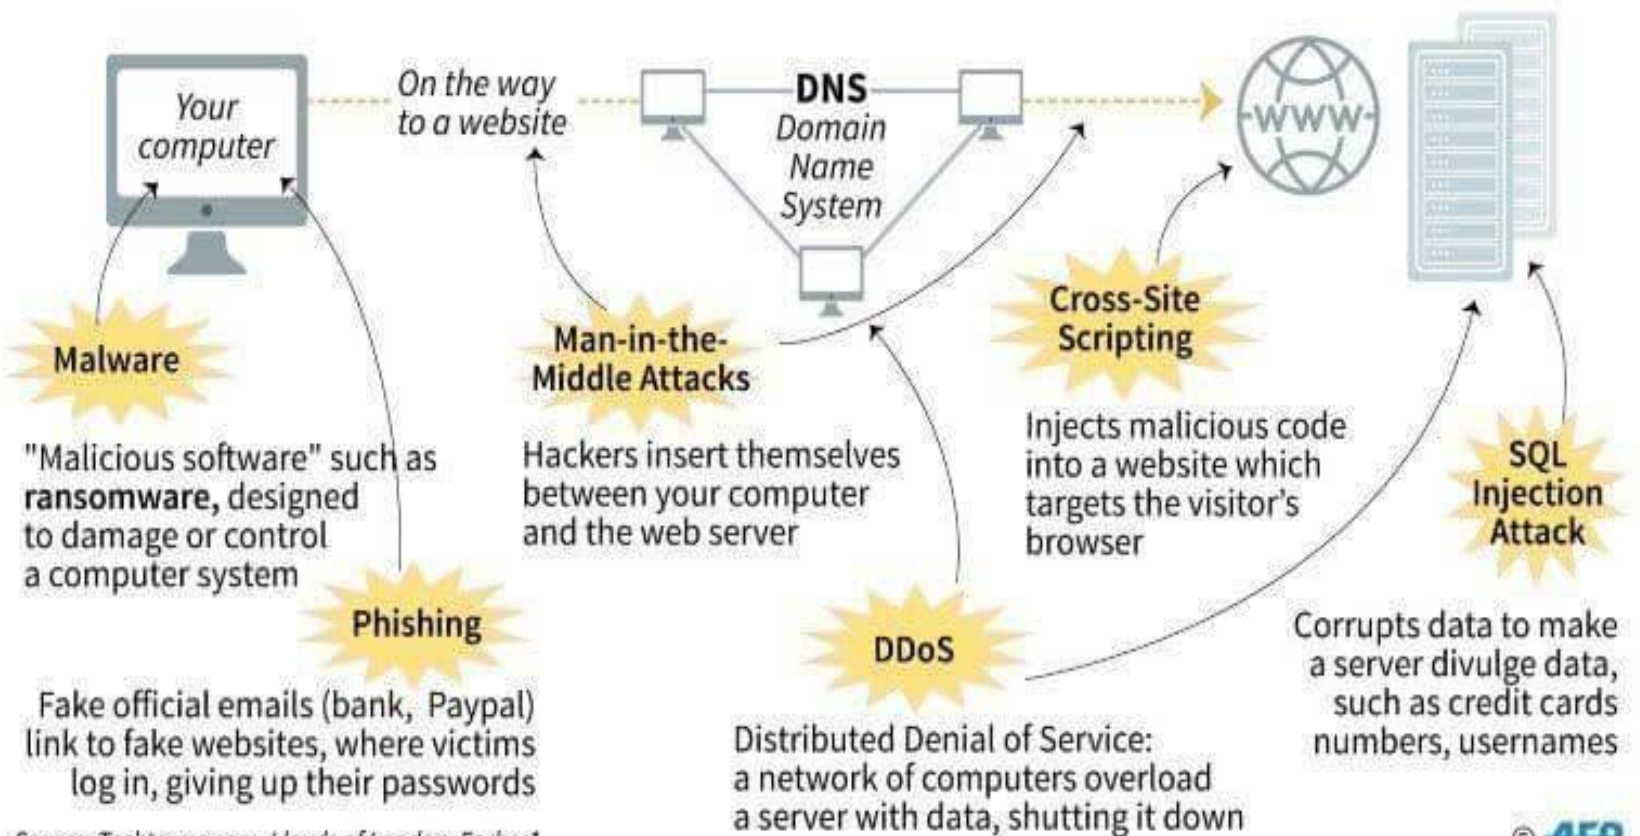 Your
computer
On the way
to a website
DNS
Domain
Name
System
WWW
Malware
"Malicious software" such as
ransomware, designed
to damage or control
a computer system
Phishing
Fake official emails (bank, Paypal)
link to fake websites, where victims
log in, giving up their passwords
Man-in-the-
Middle Attacks
Hackers insert themselves
between your computer
and the web server
DDoS
Distributed Denial of Service:
a network of computers overload
a server with data, shutting it down
Cross-Site
Scripting
Injects malicious code
into a website which
targets the visitor's
browser
SQL
Injection
Attack
Corrupts data to make
a server divulge data,
such as credit cards
numbers, usernames
© AFP